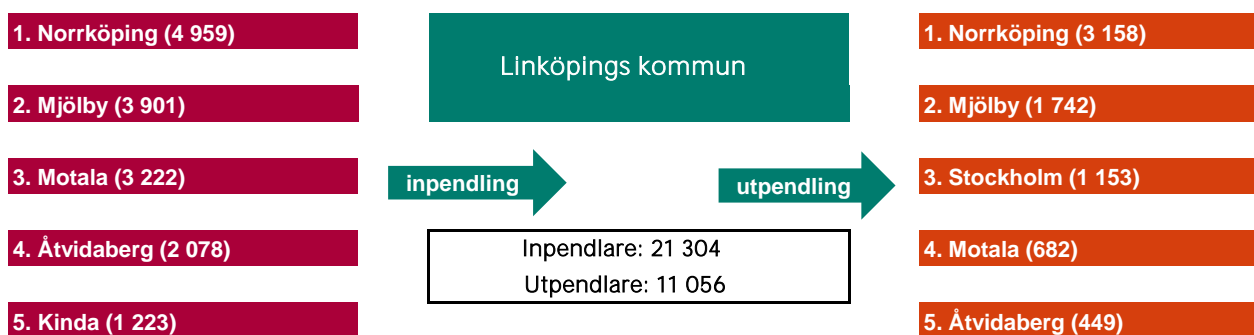 1. Norrköping (4 959)
2. Mjölby (3 901)
3. Motala (3 222)
4. Åtvidaberg (2 078)
5. Kinda (1 223)
Linköpings kommun
inpendling
utpendling
Inpendlare: 21 304
Utpendlare: 11 056
1. Norrköping (3 158)
2. Mjölby (1 742)
3. Stockholm (1 153)
4. Motala (682)
5. Åtvidaberg (449)